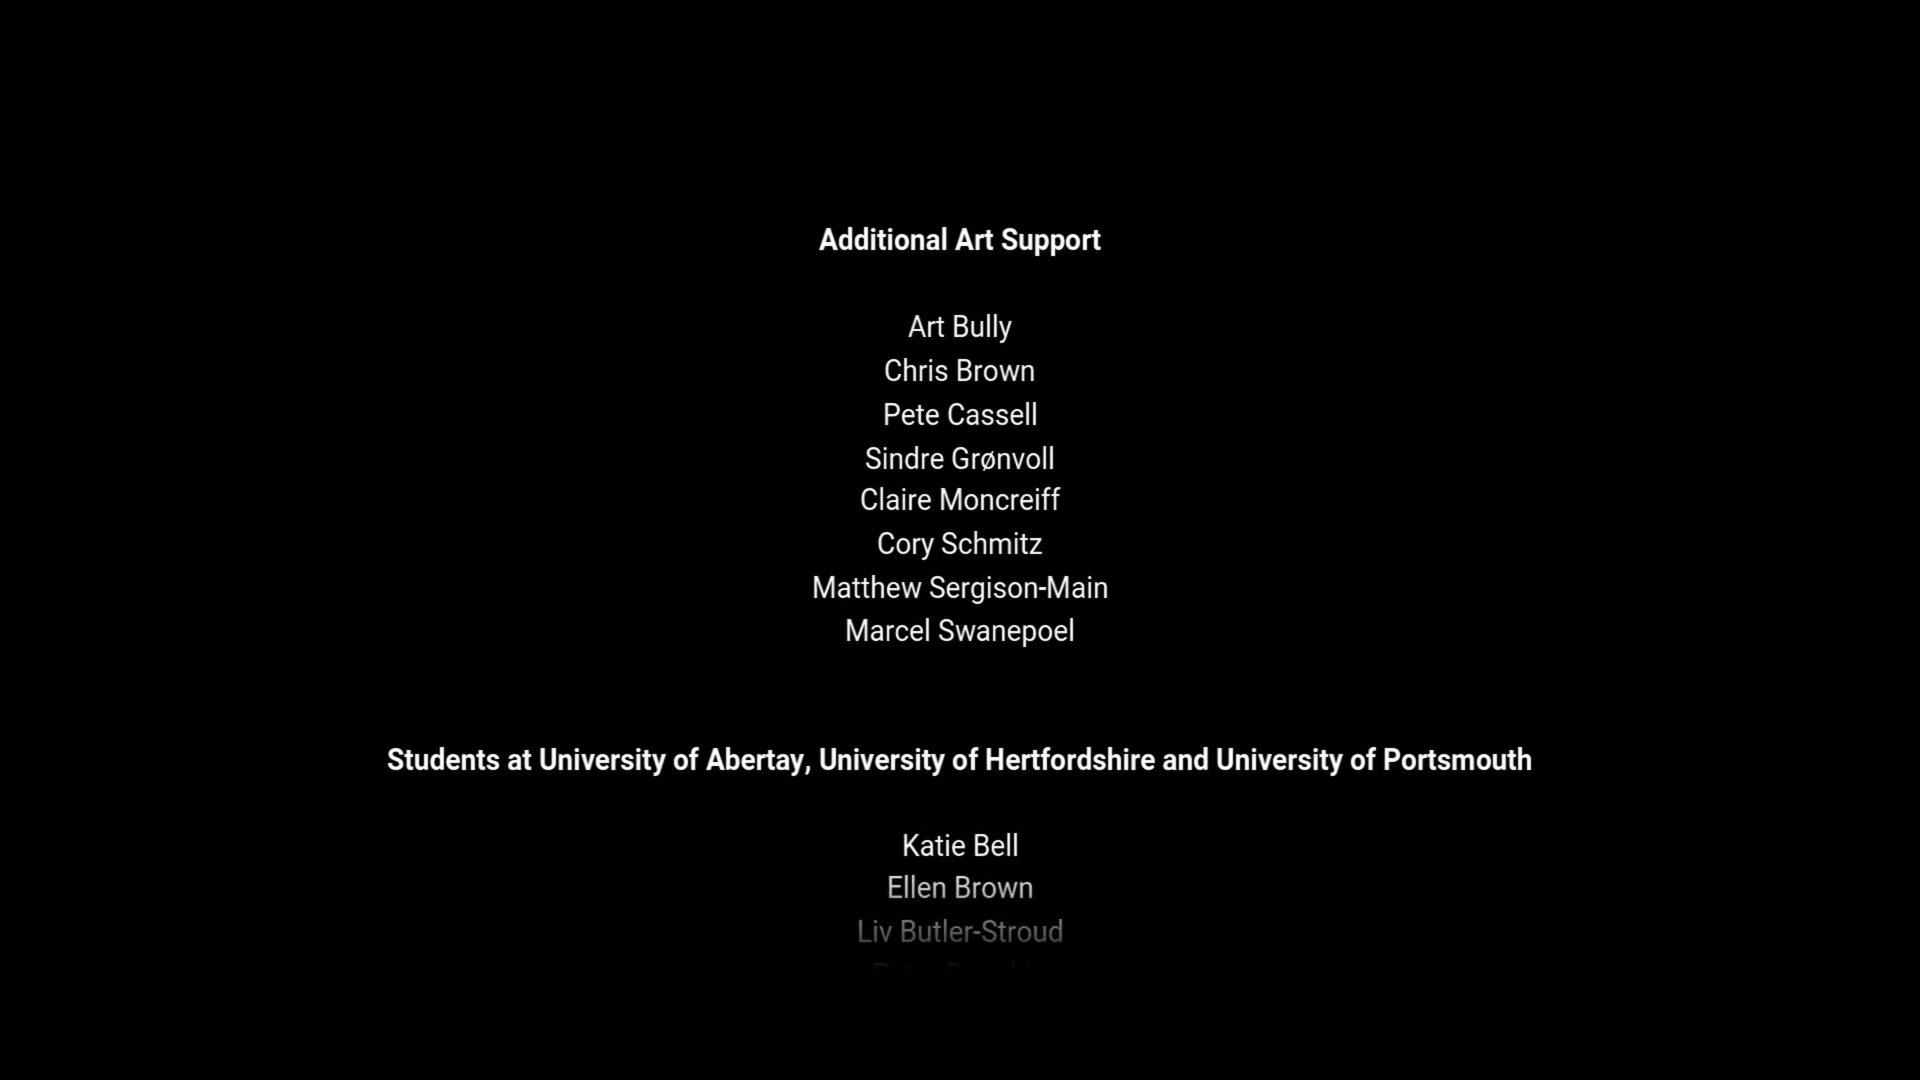 Additional Art Support
Art Bully
Chris Brown
Pete Cassell
Sindre Grønvoll
Claire Moncreiff
Cory Schmitz
Matthew Sergison-Main
Marcel Swanepoel
Students at University of Abertay, University of Hertfordshire and University of Portsmouth
Katie Bell
Ellen Brown
Liv Butler-Stroud